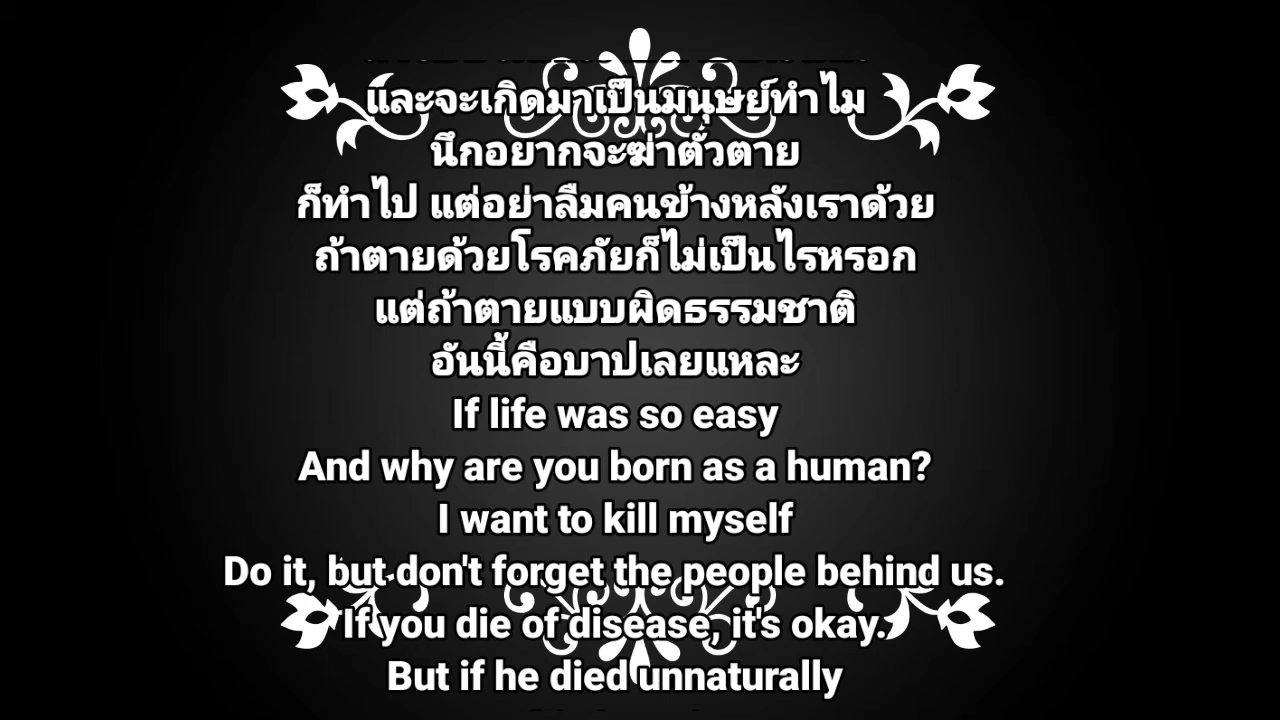 และจะเกิดมาเป็นมนุษย์ทำไม
นึกอยากจะฆ่าตั่วตาย
ก็ทำไป แต่อย่าลืมคนข้างหลังเราด้วย
ถ้าตายด้วยโรคภัยก็ไม่เป็นไรหรอก
แต่ถ้าตายแบบผิดธรรมชาติ
อันนี้คือบาปเลยแหละ
If life was so easy
And why are you born as a human?
I want to kill myself
Do it, but don't forget the people behind us.
If you die of disease, it's okay.
But if he died unnaturally